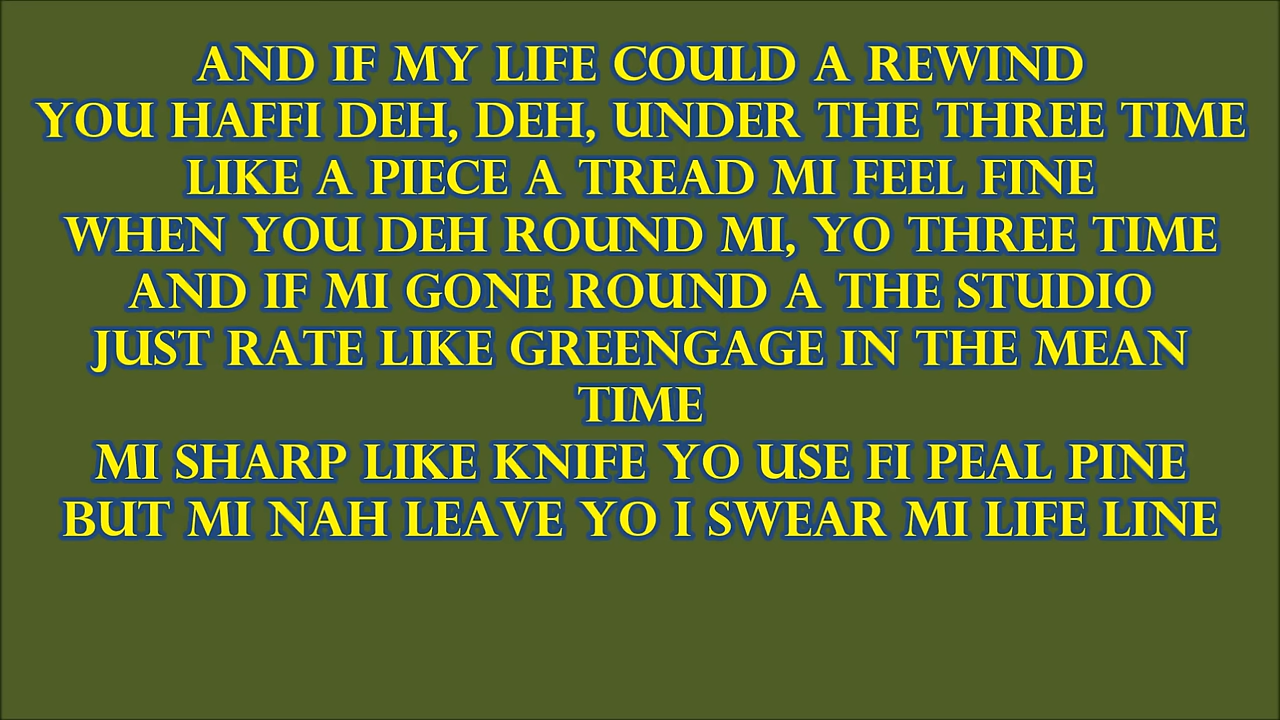 AND IF MY LIFE COULD A REWIND
YOU HAFFI DEH, DEH, UNDER THE THREE TIME
LIKE A PIECE A TREAD MI FEEL FINE
WHEN YOU DEH ROUND MI, YO THREE TIME
AND IF MI GONE ROUND A THE STUDIO
JUST RATE LIKE GREENGAGE IN THE MEAN
TIME
MI SHARP LIKE KNIFE YO USE FI PEAL PINE
BUT MI NAH LEAVE YO I SWEAR MI LIFE LINE